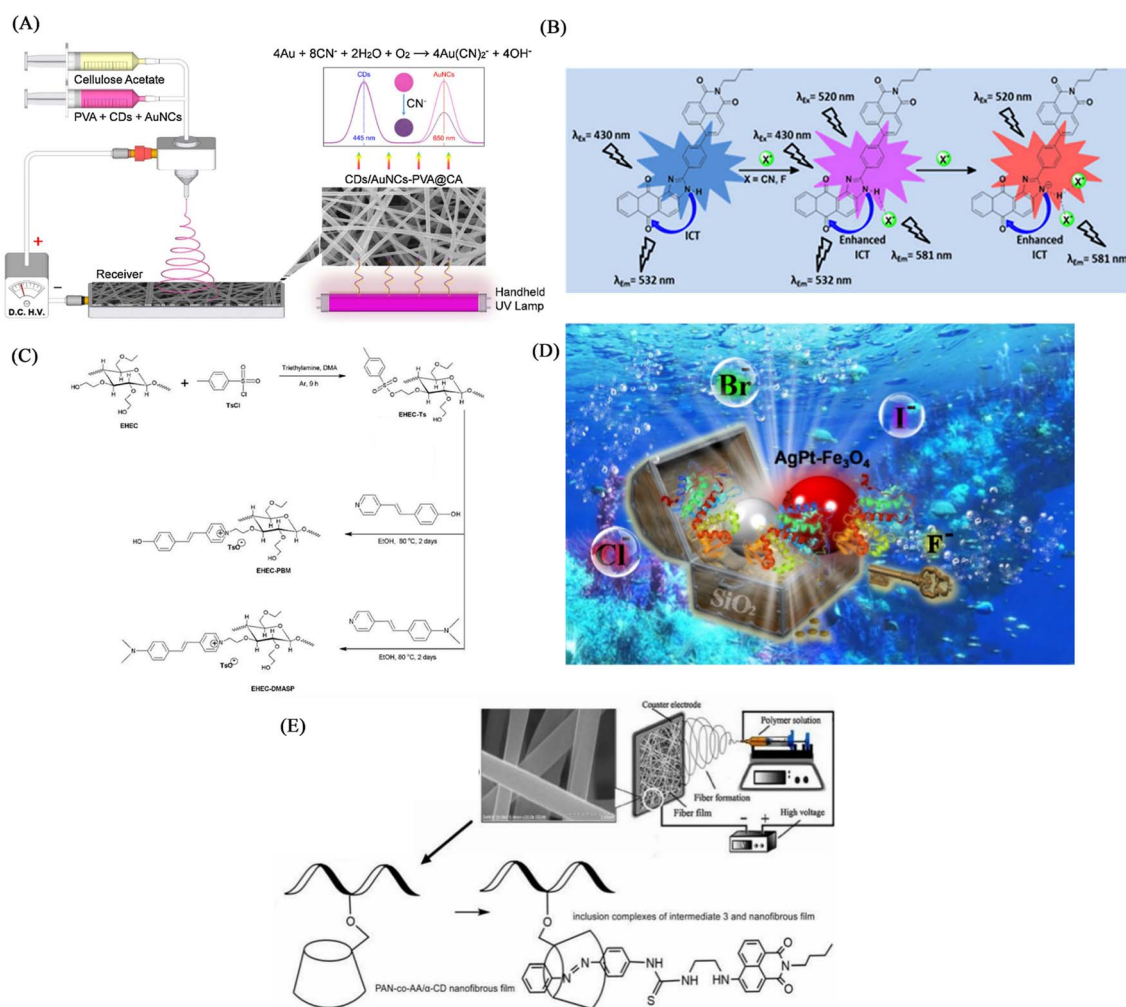 (A)
Cellulose Acetate
PVA + CDs + AuNCs
+
−
D.C. H.V.
Receiver
4Au + 8CN⁻ + 2H₂O + O₂ → 4Au(CN)₂⁻ + 4OH⁻
CDs
AuNCs
CN⁻
445 nm
650 nm
CDs/AuNCs-PVA@CA
Handheld
UV Lamp
(B)
λEx= 430 nm
λEm= 532 nm
ICT
X⁻
X = CN, F
λEx= 520 nm
λEx= 430 nm
Enhanced
ICT
λEm= 532 nm
λEm= 581 nm
X⁻
λEx= 520 nm
Enhanced
ICT
λEm= 581 nm
(C)
EHEC
+
TsCl
Triethylamine, DMA
Ar, 9 h
EHEC-Ts
EtOH, 80 °C, 2 days
EHEC-PBM
TsO⁻
EtOH, 80 °C, 2 days
EHEC-DMASP
TsO⁻
(D)
Br⁻
I⁻
AgPt-Fe₃O₄
Cl⁻
F⁻
SiO₂
(E)
Counter electrode
Polymer solution
Fiber formation
Fiber film
High voltage
− +
inclusion complexes of intermediate 3 and nanofibrous film
PAN-co-AA/α-CD nanofibrous film